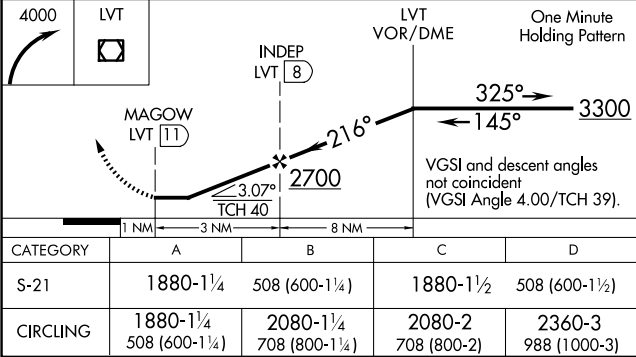 4000
LVT
LVT
VOR/DME
One Minute
Holding Pattern
INDEP
LVT 8
MAGOW
LVT 11
325°
145°
3300
216°
2700
3.07°
TCH 40
VGSI and descent angles
not coincident
(VGSI Angle 4.00/TCH 39).
1 NM 3 NM 8 NM
CATEGORY A B C D
S-21 1880-1¼ 508 (600-1¼) 1880-1½ 508 (600-1½)
CIRCLING 1880-1¼ 2080-1¼ 2080-2 2360-3
508 (600-1¼) 708 (800-1¼) 708 (800-2) 988 (1000-3)